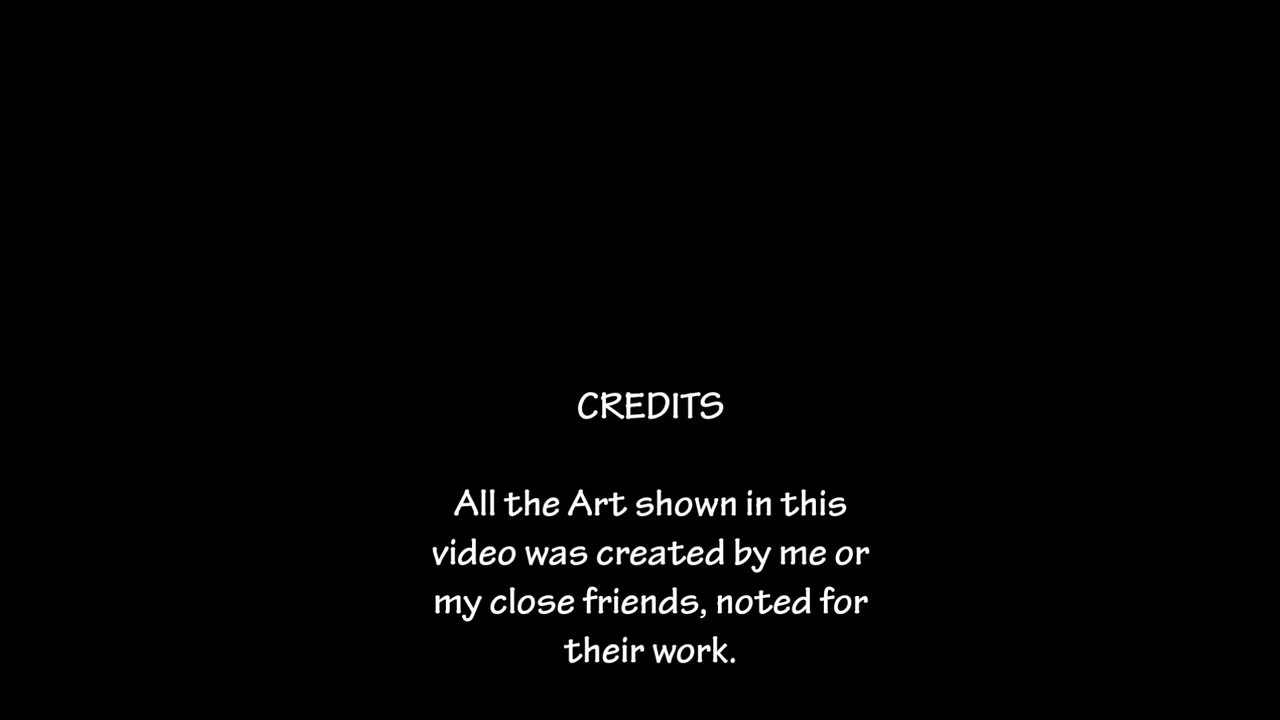 CREDITS
All the Art shown in this
video was created by me or
my close friends, noted for
their work.